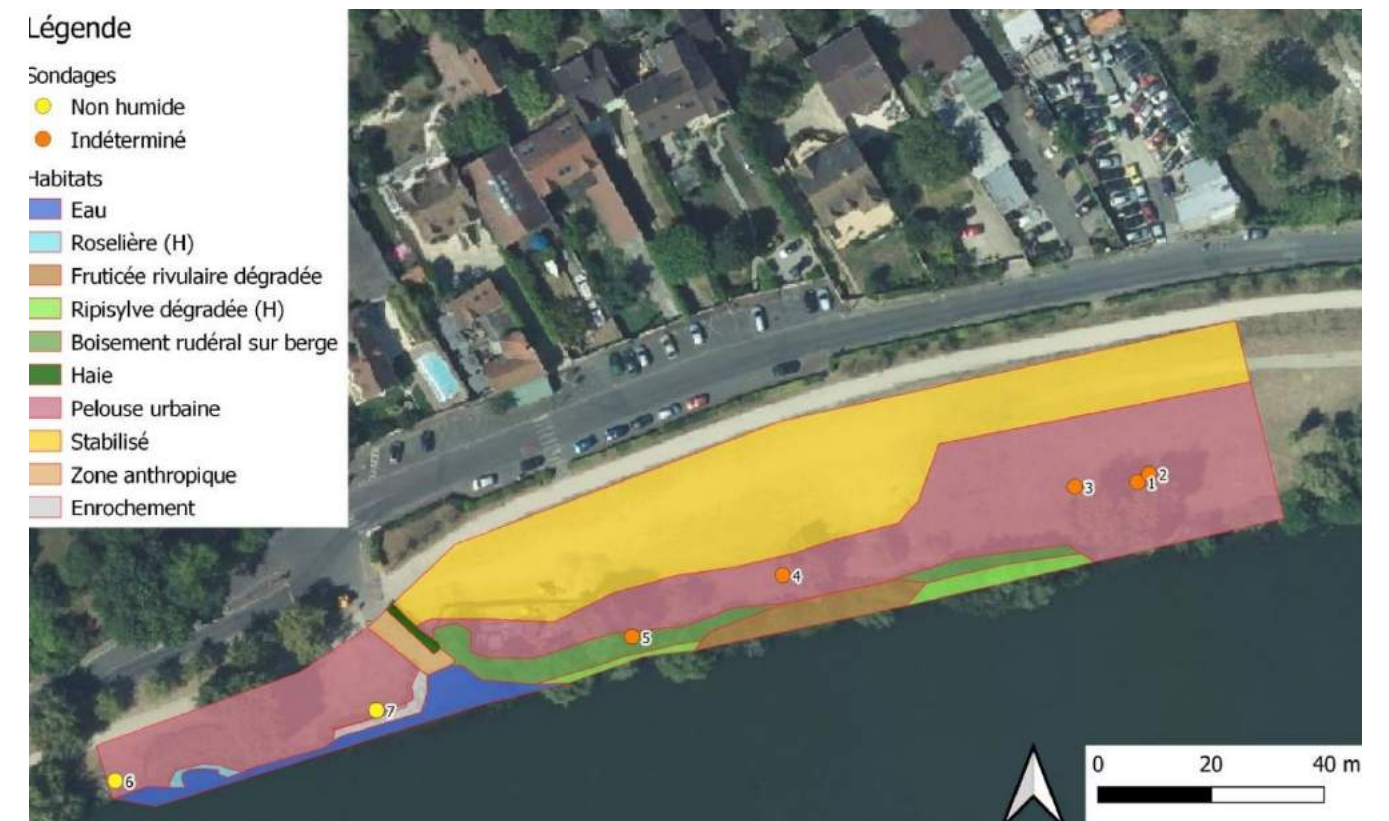 Légende
Sondages
Non humide
Indéterminé
Habitats
Eau
Roselière (H)
Fruticée rivulaire dégradée
Ripisylve dégradée (H)
Boisement rudéral sur berge
Haie
Pelouse urbaine
Stabilisé
Zone anthropique
Enrochement
2
1
3
4
5
7
6
0 20 40 m